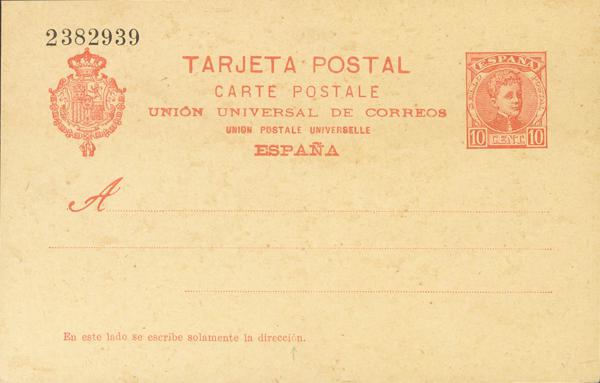 2382939
TARJETA POSTAL
CARTE POSTALE
UNIÓN UNIVERSAL DE CORREOS
UNION POSTALE UNIVERSELLE
ESPAÑA
ESPAÑA
10 CENT. 10
A
En este lado se escribe solamente la dirección.